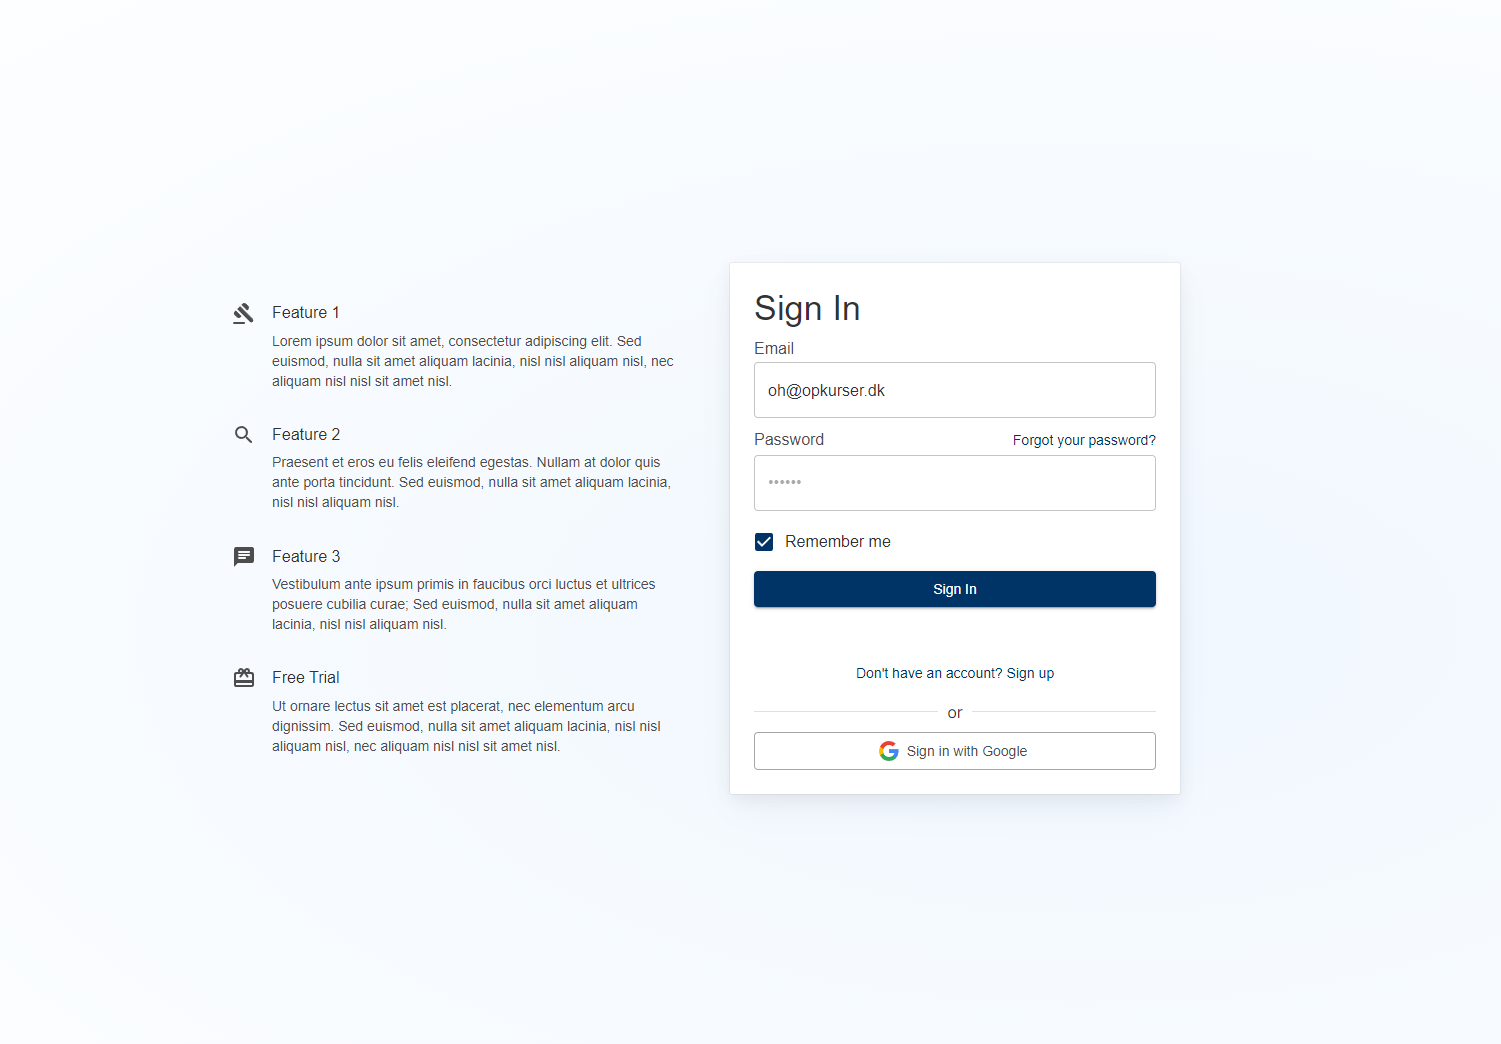 Feature 1
Lorem ipsum dolor sit amet, consectetur adipiscing elit. Sed
euismod, nulla sit amet aliquam lacinia, nisl nisl aliquam nisl, nec
aliquam nisl nisl sit amet nisl.
Feature 2
Praesent et eros eu felis eleifend egestas. Nullam at dolor quis
ante porta tincidunt. Sed euismod, nulla sit amet aliquam lacinia,
nisl nisl aliquam nisl.
Feature 3
Vestibulum ante ipsum primis in faucibus orci luctus et ultrices
posuere cubilia curae; Sed euismod, nulla sit amet aliquam
lacinia, nisl nisl aliquam nisl.
Free Trial
Ut ornare lectus sit amet est placerat, nec elementum arcu
dignissim. Sed euismod, nulla sit amet aliquam lacinia, nisl nisl
aliquam nisl, nec aliquam nisl nisl sit amet nisl.
Sign In
Email
oh@opkurser.dk
Password Forgot your password?
••••••
Remember me
Sign In
Don't have an account? Sign up
or
Sign in with Google